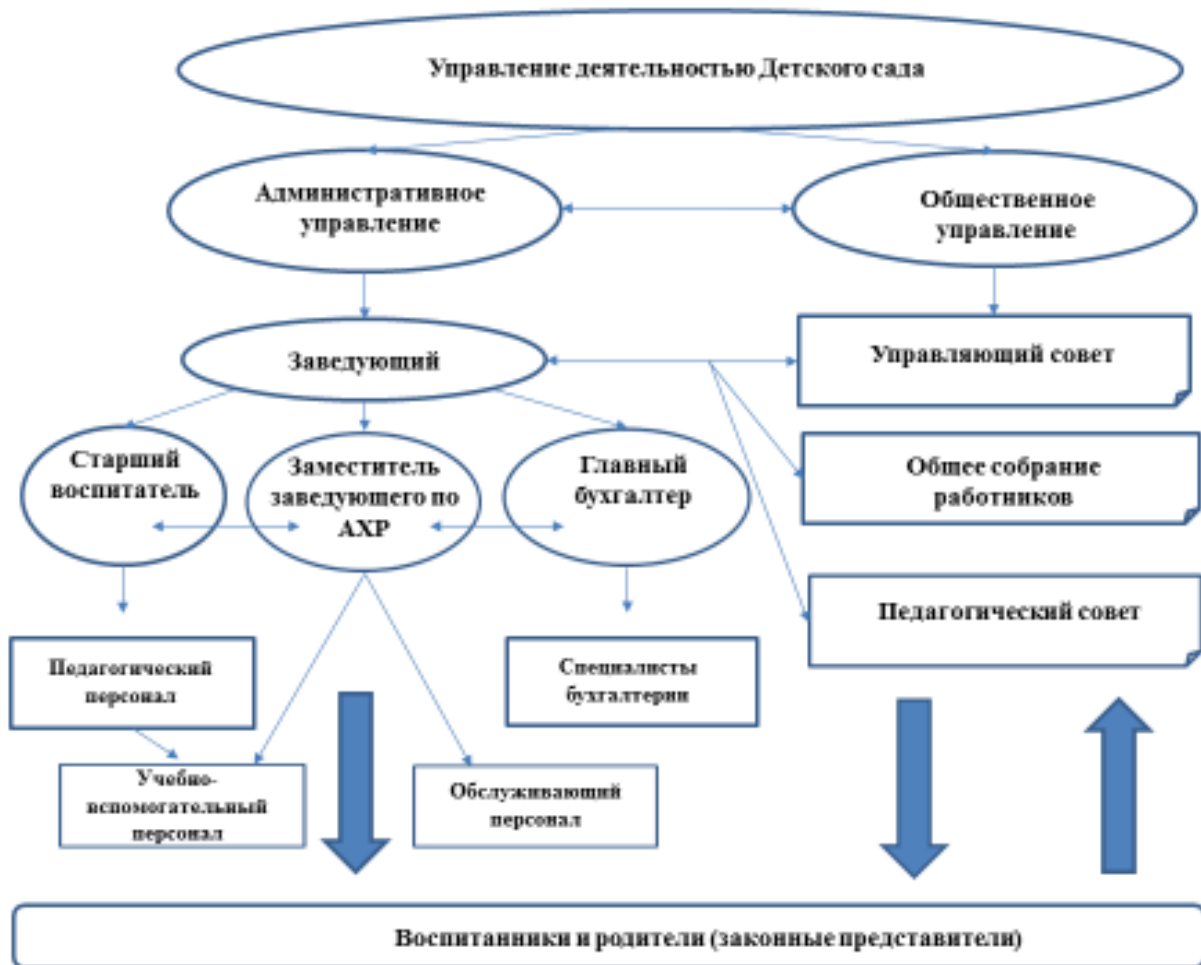 Управление деятельностью Детского сада
Административное
управление
Общественное
управление
Заведующий
Управляющий совет
Старший
воспитатель
Заместитель
заведующего по
АХР
Главный
бухгалтер
Общее собрание
работников
Педагогический совет
Педагогический
персонал
Специалисты
бухгалтерии
Учебно-
вспомогательный
персонал
Обслуживающий
персонал
Воспитанники и родители (законные представители)